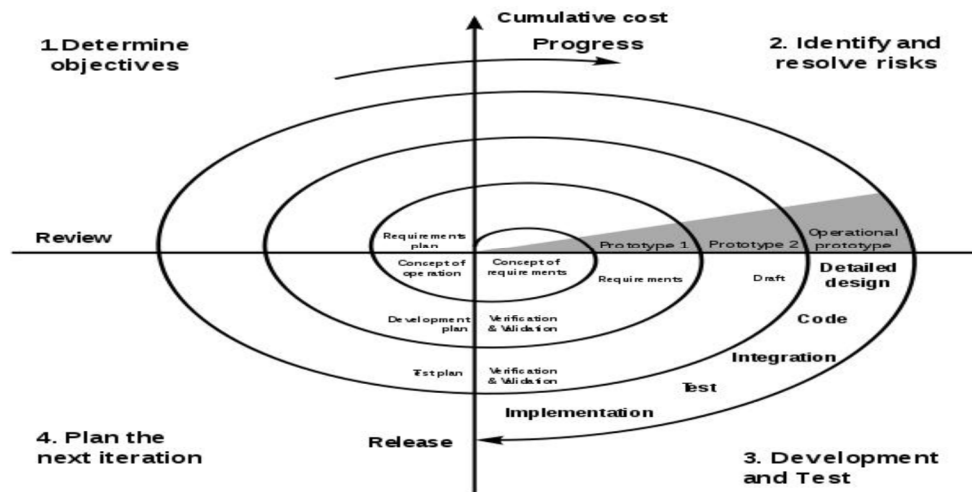 Cumulative cost
Progress
1.Determine
objectives
2. Identify and
resolve risks
Review
Requirements
plan
Concept of
operation
Concept of
requirements
Prototype 1
Prototype 2
Operational
prototype
Requirements
Draft
Detailed
design
Development
plan
Verification
& Validation
Code
Integration
Test plan
Verification
& Validation
Test
Implementation
Release
4. Plan the
next iteration
3. Development
and Test